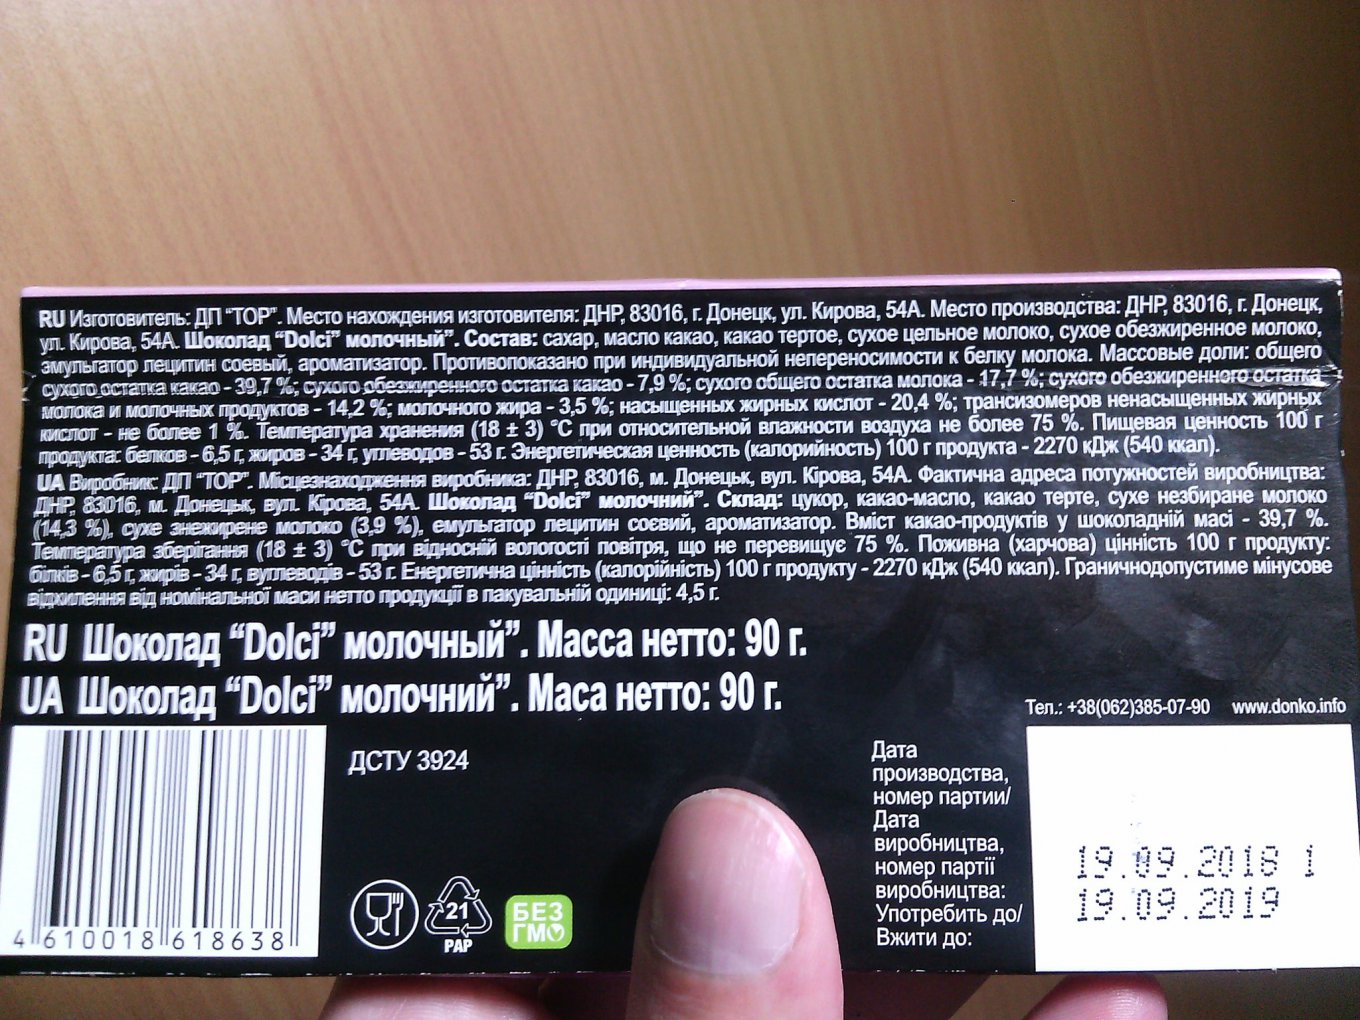 RU Изготовитель: ДП “ТОР”. Место нахождения изготовителя: ДНР, 83016, г. Донецк, ул. Кирова, 54А. Место производства: ДНР, 83016, г. Донецк,
ул. Кирова, 54А. Шоколад “Dolci” молочный”. Состав: сахар, масло какао, какао тертое, сухое цельное молоко, сухое обезжиренное молоко,
эмульгатор лецитин соевый, ароматизатор. Противопоказано при индивидуальной непереносимости к белку молока. Массовые доли: общего
сухого остатка какао - 39,7 %; сухого обезжиренного остатка какао - 7,9 %; сухого общего остатка молока - 17,7 %; сухого обезжиренного остатка
молока и молочных продуктов - 14,2 %; молочного жира - 3,5 %; насыщенных жирных кислот - 20,4 %; трансизомеров ненасыщенных жирных
кислот - не более 1 %. Температура хранения (18 ± 3) °С при относительной влажности воздуха не более 75 %. Пищевая ценность 100 г
продукта: белков - 6,5 г, жиров - 34 г, углеводов - 53 г. Энергетическая ценность (калорийность) 100 г продукта - 2270 кДж (540 ккал).
UA Виробник: ДП “ТОР”. Місцезнаходження виробника: ДНР, 83016, м. Донецьк, вул. Кірова, 54А. Фактична адреса потужностей виробництва:
ДНР, 83016, м. Донецьк, вул. Кірова, 54А. Шоколад “Dolci” молочний”. Склад: цукор, какао-масло, какао терте, сухе незбиране молоко
(14,3 %), сухе знежирене молоко (3,9 %), емульгатор лецитин соєвий, ароматизатор. Вміст какао-продуктів у шоколадній масі - 39,7 %.
Температура зберігання (18 ± 3) °С при відносній вологості повітря, що не перевищує 75 %. Поживна (харчова) цінність 100 г продукту:
білків - 6,5 г, жирів - 34 г, вуглеводів - 53 г. Енергетична цінність (калорійність) 100 г продукту - 2270 кДж (540 ккал). Граничнодопустиме мінусове
відхилення від номінальної маси нетто продукції в пакувальній одиниці: 4,5 г.
RU Шоколад “Dolci” молочный”. Масса нетто: 90 г.
UA Шоколад “Dolci” молочний”. Маса нетто: 90 г.
Тел.: +38(062)385-07-90 www.donko.info
ДСТУ 3924
4 610018 618638
21
PAP
БЕЗ
ГМО
Дата
производства,
номер партии/
Дата
виробництва,
номер партії
виробництва:
Употребить до/
Вжити до:
19.09.2018 1
19.09.2019